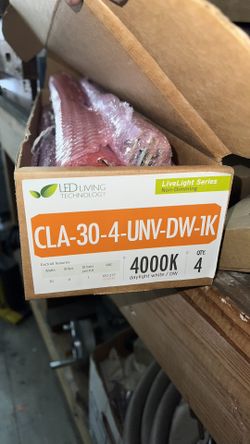 LED LIVING
TECHNOLOGY
LiveLight Series
Non-Dimming
CLA-30-4-UNV-DW-1K
4000K
daylight white / DW
QTY.
4